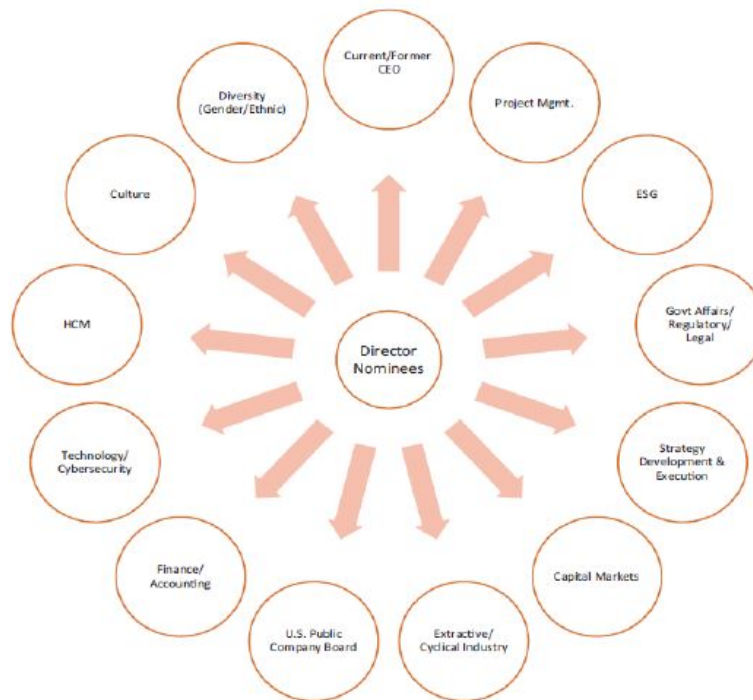 Current/Former
CEO
Project Mgmt.
ESG
Govt Affairs/
Regulatory/
Legal
Strategy
Development &
Execution
Capital Markets
Extractive/
Cyclical Industry
U.S. Public
Company Board
Finance/
Accounting
Technology/
Cybersecurity
HCM
Culture
Diversity
(Gender/Ethnic)
Director
Nominees